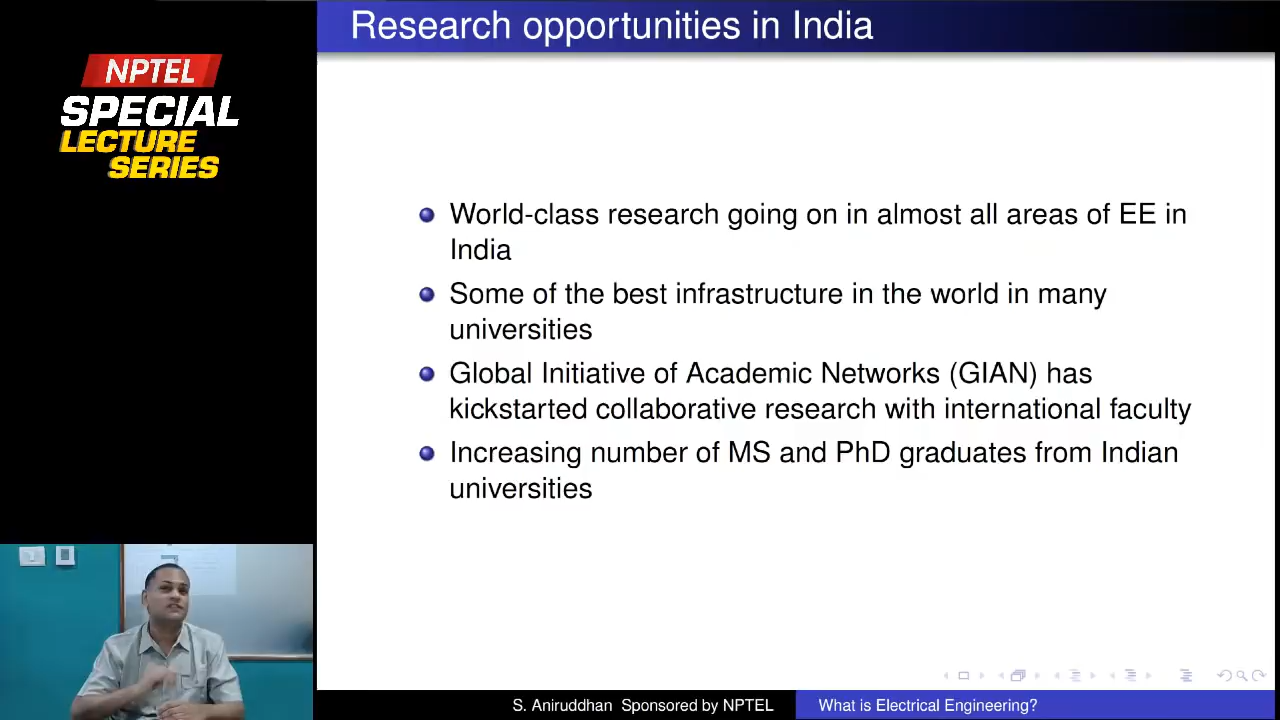 Research opportunities in India
NPTEL
SPECIAL
LECTURE
SERIES
World-class research going on in almost all areas of EE in
India
Some of the best infrastructure in the world in many
universities
Global Initiative of Academic Networks (GIAN) has
kickstarted collaborative research with international faculty
Increasing number of MS and PhD graduates from Indian
universities
S. Aniruddhan Sponsored by NPTEL
What is Electrical Engineering?